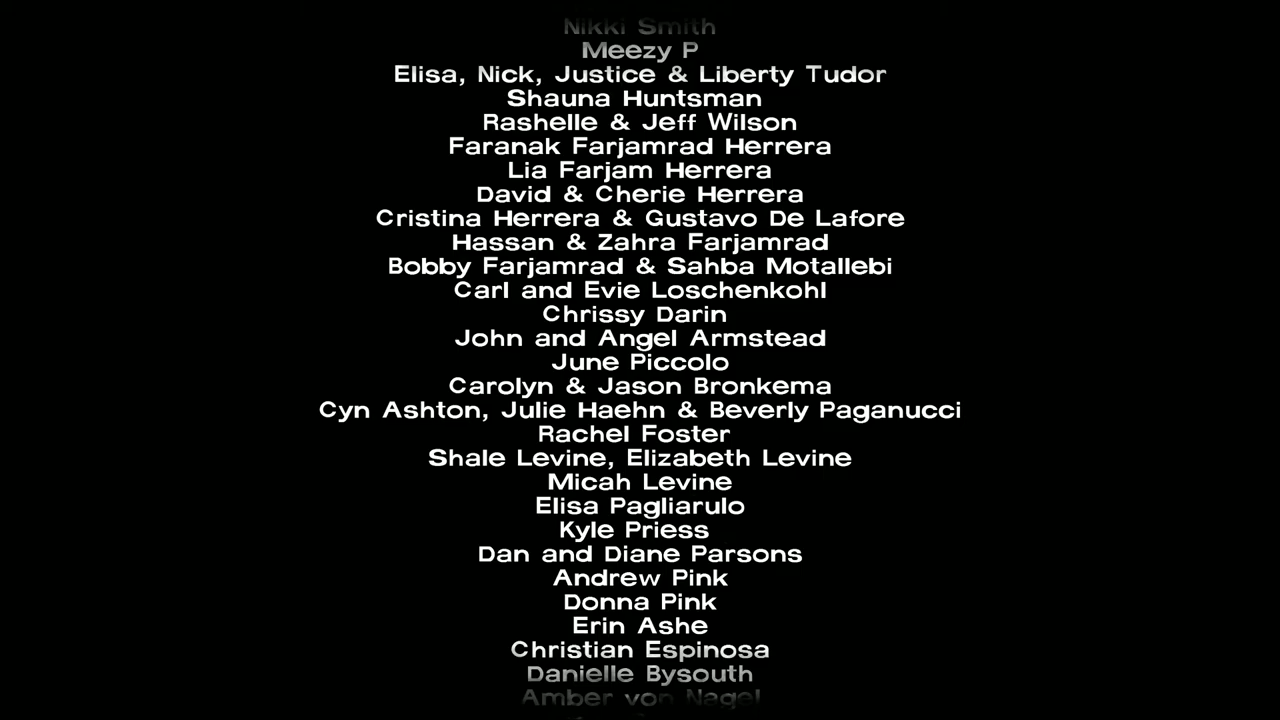 Nikki Smith
Meezy P
Elisa, Nick, Justice & Liberty Tudor
Shauna Huntsman
Rashelle & Jeff Wilson
Faranak Farjamrad Herrera
Lia Farjam Herrera
David & Cherie Herrera
Cristina Herrera & Gustavo De Lafore
Hassan & Zahra Farjamrad
Bobby Farjamrad & Sahba Motallebi
Carl and Evie Loschenkohl
Chrissy Darin
John and Angel Armstead
June Piccolo
Carolyn & Jason Bronkema
Cyn Ashton, Julie Haehn & Beverly Paganucci
Rachel Foster
Shale Levine, Elizabeth Levine
Micah Levine
Elisa Pagliarulo
Kyle Priess
Dan and Diane Parsons
Andrew Pink
Donna Pink
Erin Ashe
Christian Espinosa
Danielle Bysouth
Amber von Nagel